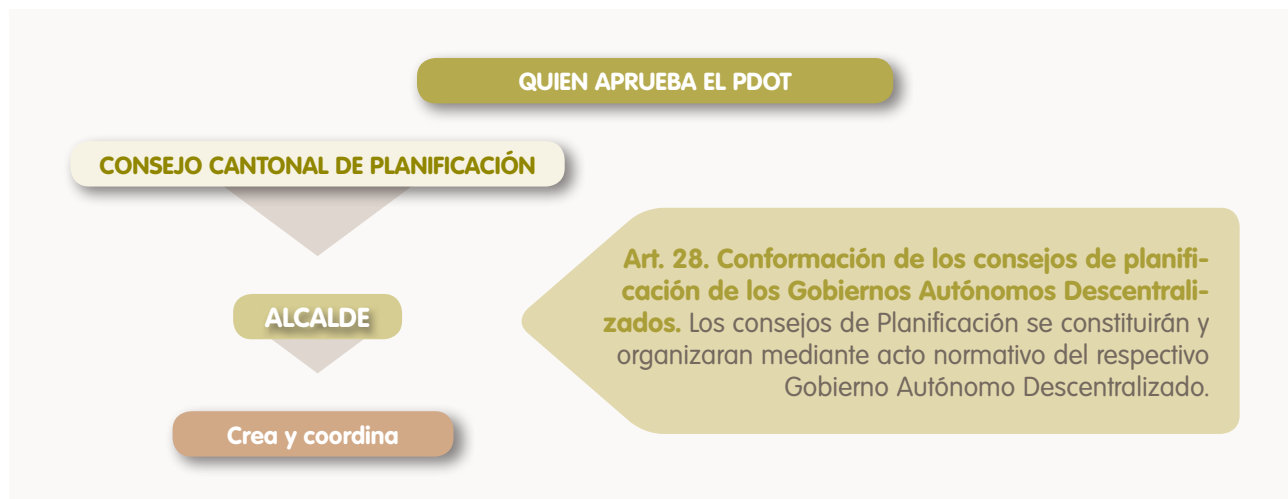 QUIEN APRUEBA EL PDOT
CONSEJO CANTONAL DE PLANIFICACIÓN
ALCALDE
Crea y coordina
Art. 28. Conformación de los consejos de planifi-
cación de los Gobiernos Autónomos Descentrali-
zados. Los consejos de Planificación se constituirán y
organizaran mediante acto normativo del respectivo
Gobierno Autónomo Descentralizado.